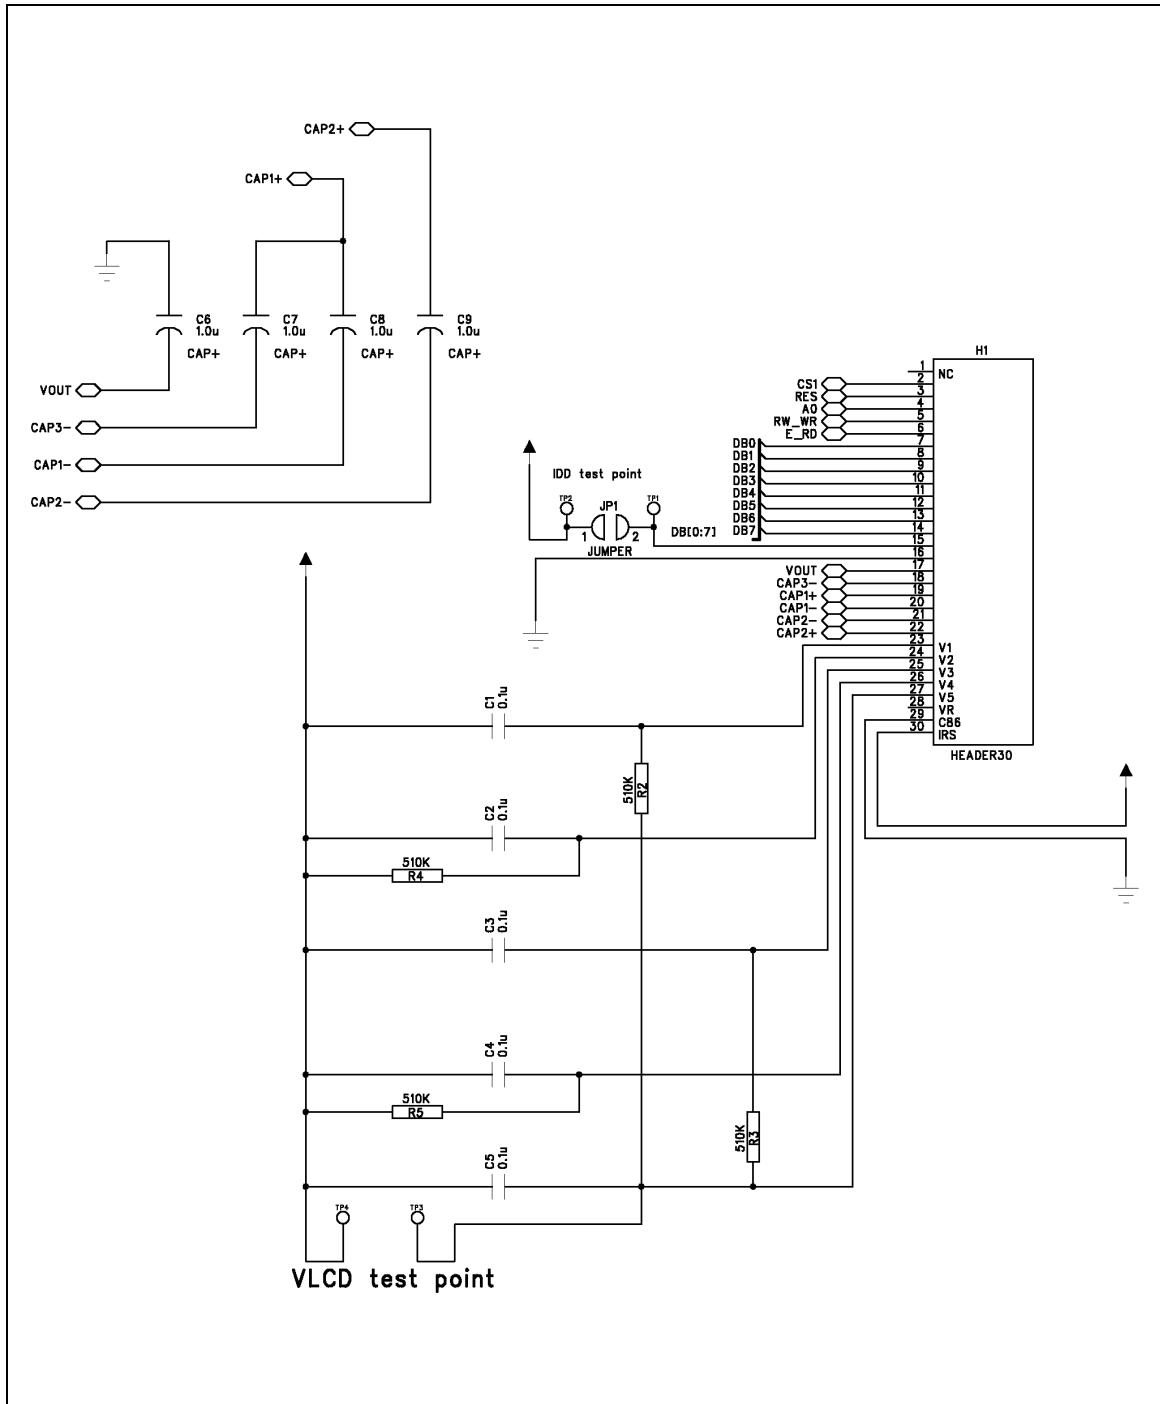 CAP2+
CAP1+
C6
1.0u
CAP+
C7
1.0u
CAP+
C8
1.0u
CAP+
C9
1.0u
CAP+
VOUT
CAP3-
CAP1-
CAP2-
H1
1
NC
CS1
2
RES
3
A0
4
RW_WR
5
E_RD
6
DB0
7
DB1
8
DB2
9
DB3
10
DB4
11
DB5
12
DB6
13
DB7
14
DB[0:7]
15
16
IDD test point
TP2
JP1
TP1
1
2
JUMPER
VOUT
17
CAP3-
18
CAP1+
19
CAP1-
20
CAP2-
21
CAP2+
22
23
V1
24
V2
25
V3
26
V4
27
V5
28
VR
29
C86
30
IRS
HEADER30
C1
0.1u
510K
R2
C2
0.1u
510K
R4
C3
0.1u
C4
0.1u
510K
R5
510K
R3
C5
0.1u
TP4
TP3
VLCD test point